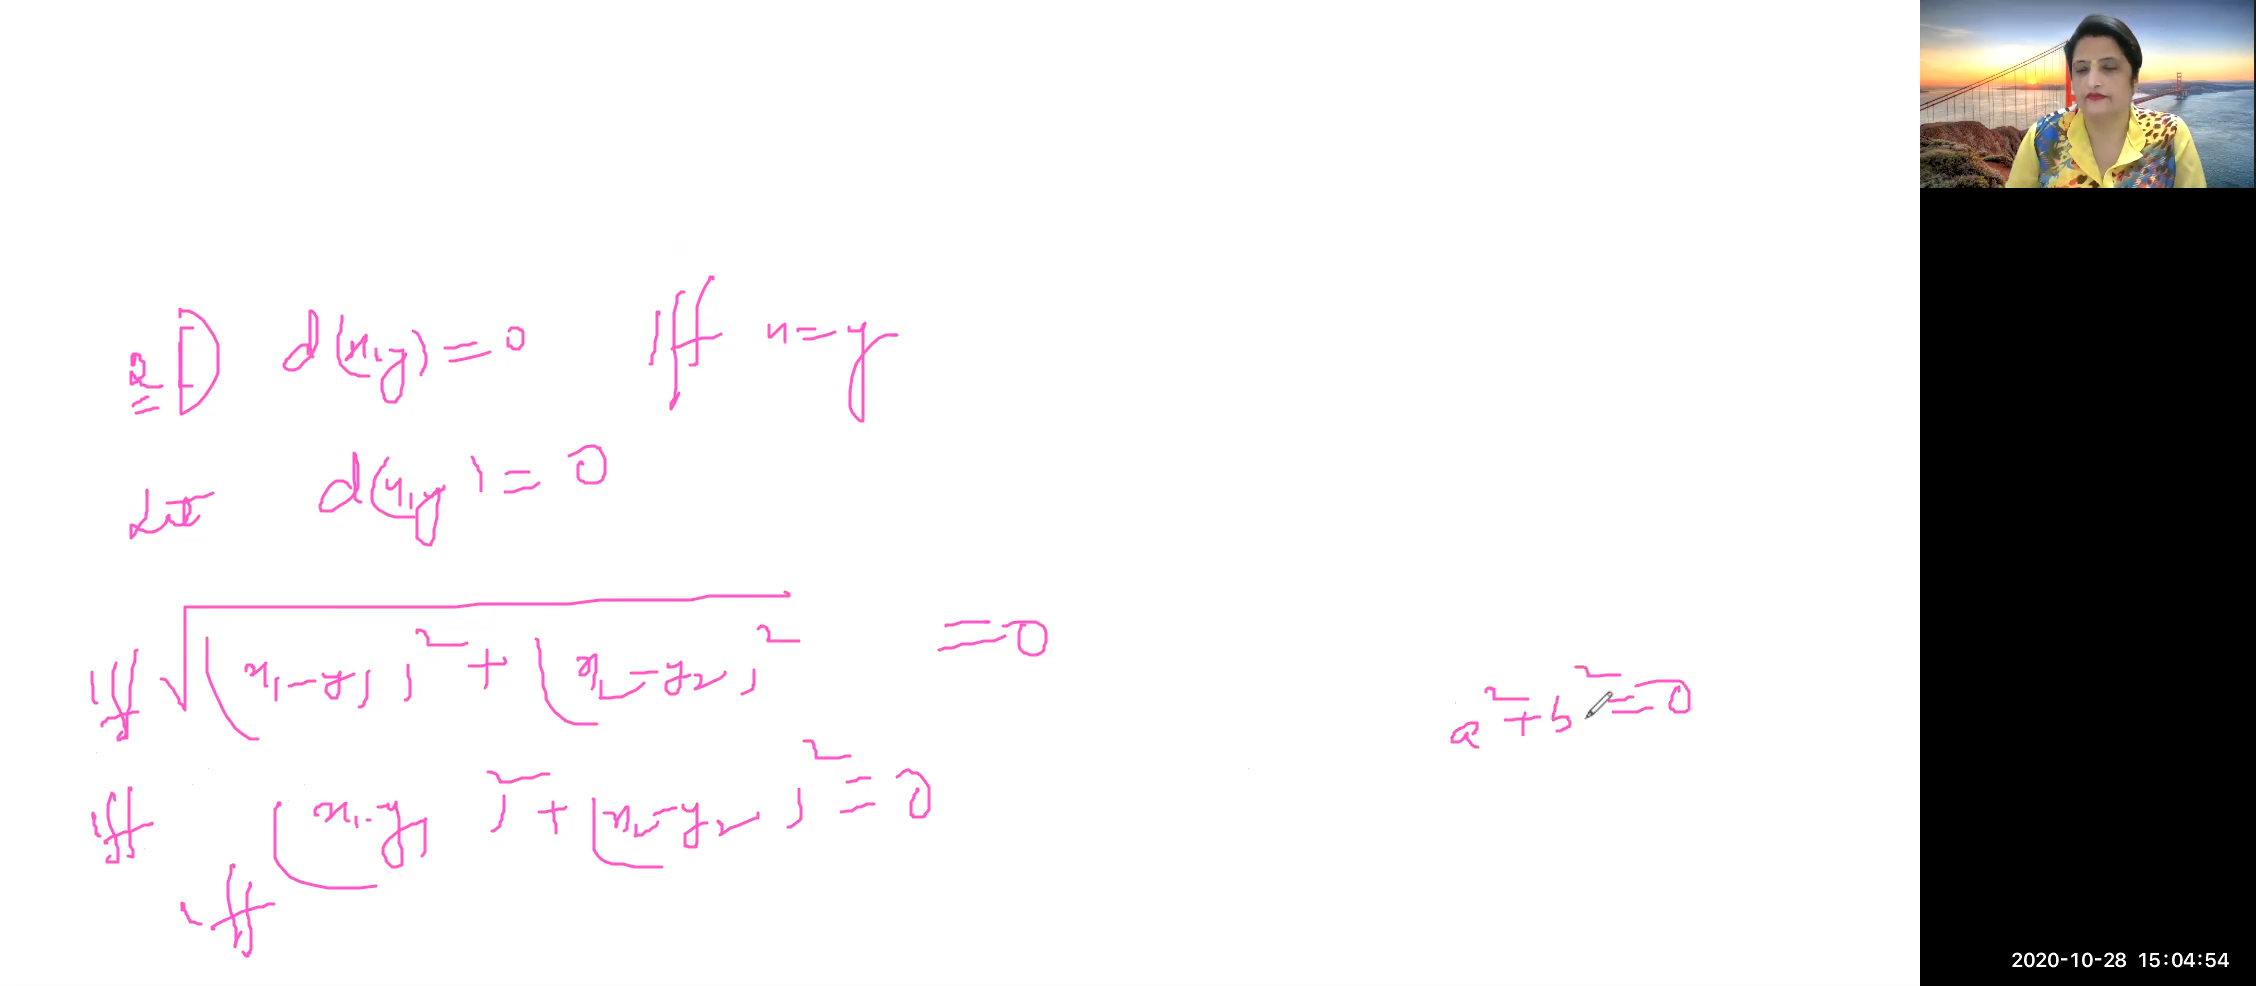 2) d(x,y) = 0 iff x = y
Let d(x,y) = 0
iff √(x₁-y₁)² + (x₂-y₂)² = 0
a² + b² = 0
iff (x₁-y₁)² + (x₂-y₂)² = 0
iff
2020-10-28 15:04:54